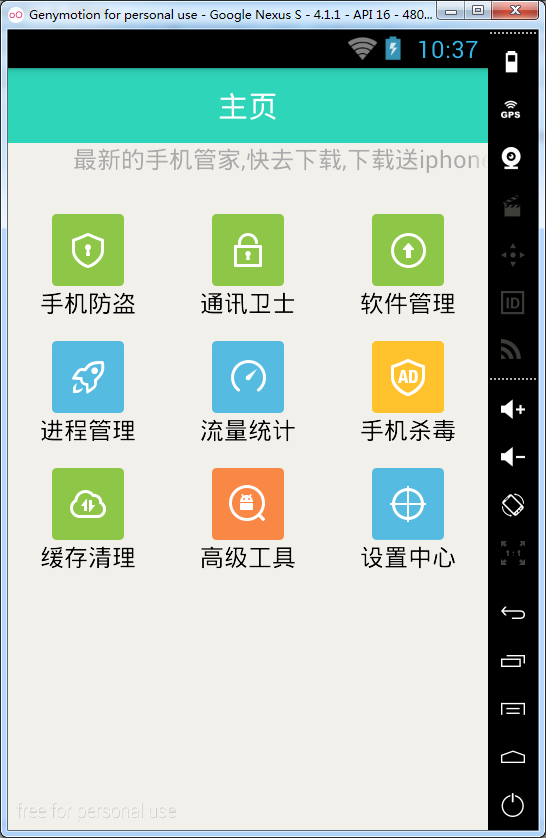 Genymotion for personal use - Google Nexus S - 4.1.1 - API 16 - 480...
10:37
主页
最新的手机管家,快去下载,下载送iphon
手机防盗 通讯卫士 软件管理
AD
进程管理 流量统计 手机杀毒
缓存清理 高级工具 设置中心
free for personal use
GPS
ID
1:1